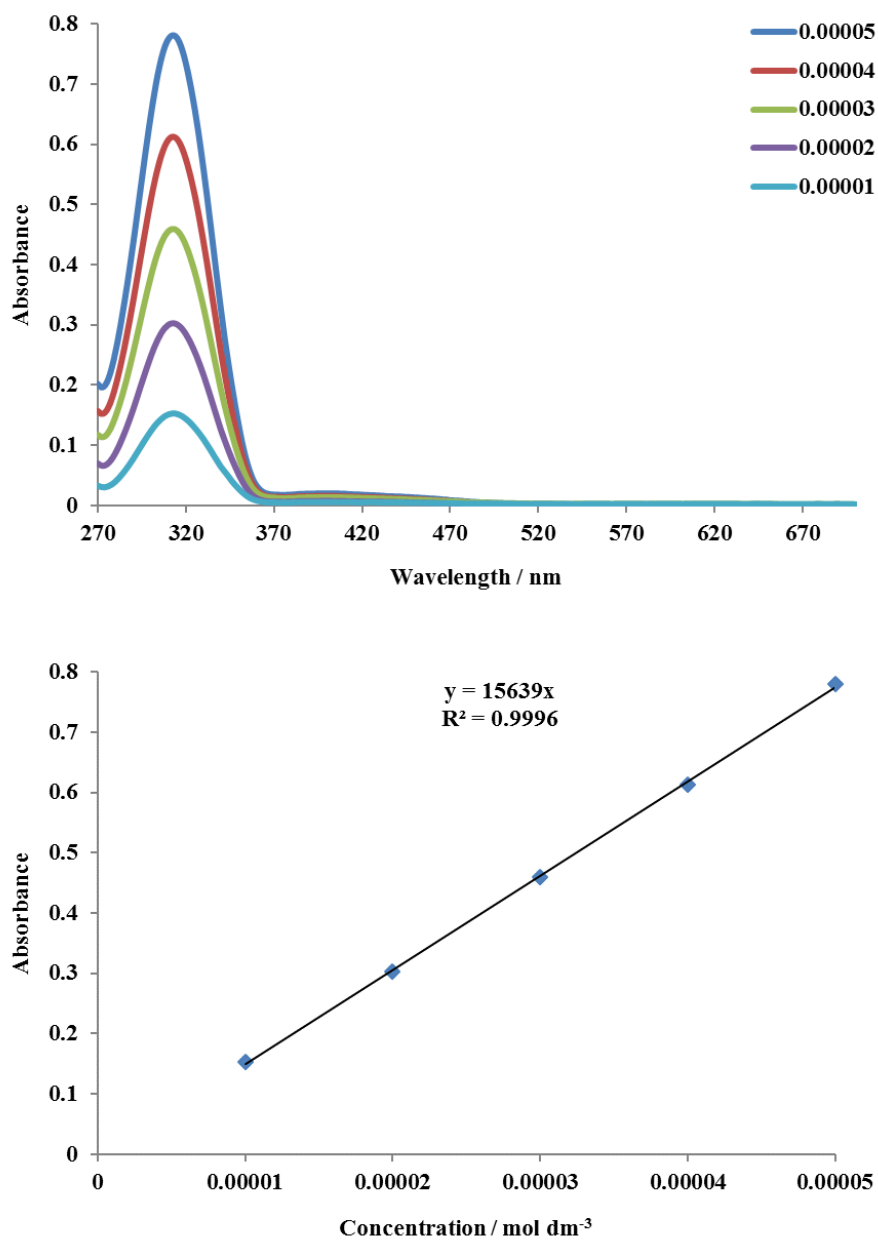 0.8
0.7
0.6
0.5
0.4
0.3
0.2
0.1
0
Absorbance
270 320 370 420 470 520 570 620 670
Wavelength / nm
0.00005
0.00004
0.00003
0.00002
0.00001
0.8
0.7
0.6
0.5
0.4
0.3
0.2
0.1
0
Absorbance
y = 15639x
R² = 0.9996
0 0.00001 0.00002 0.00003 0.00004 0.00005
Concentration / mol dm⁻³